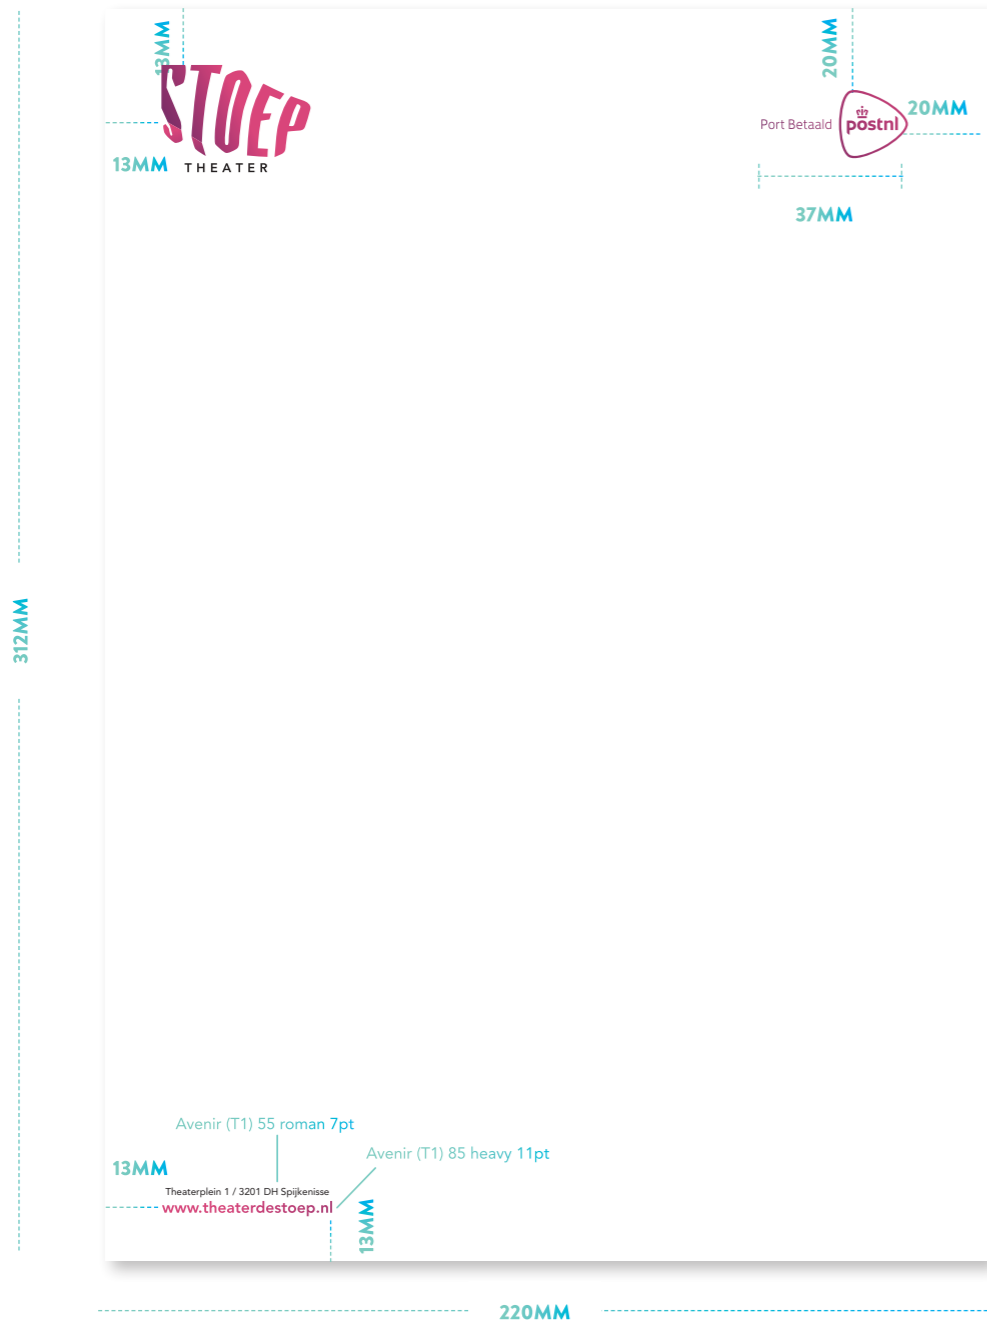 13MM
20MM
STOEP
THEATER
13MM
Port Betaald
postnl
20MM
37MM
312MM
Avenir (T1) 55 roman 7pt
Avenir (T1) 85 heavy 11pt
13MM
Theaterplein 1 / 3201 DH Spijkenisse
www.theaterdestoep.nl
13MM
220MM